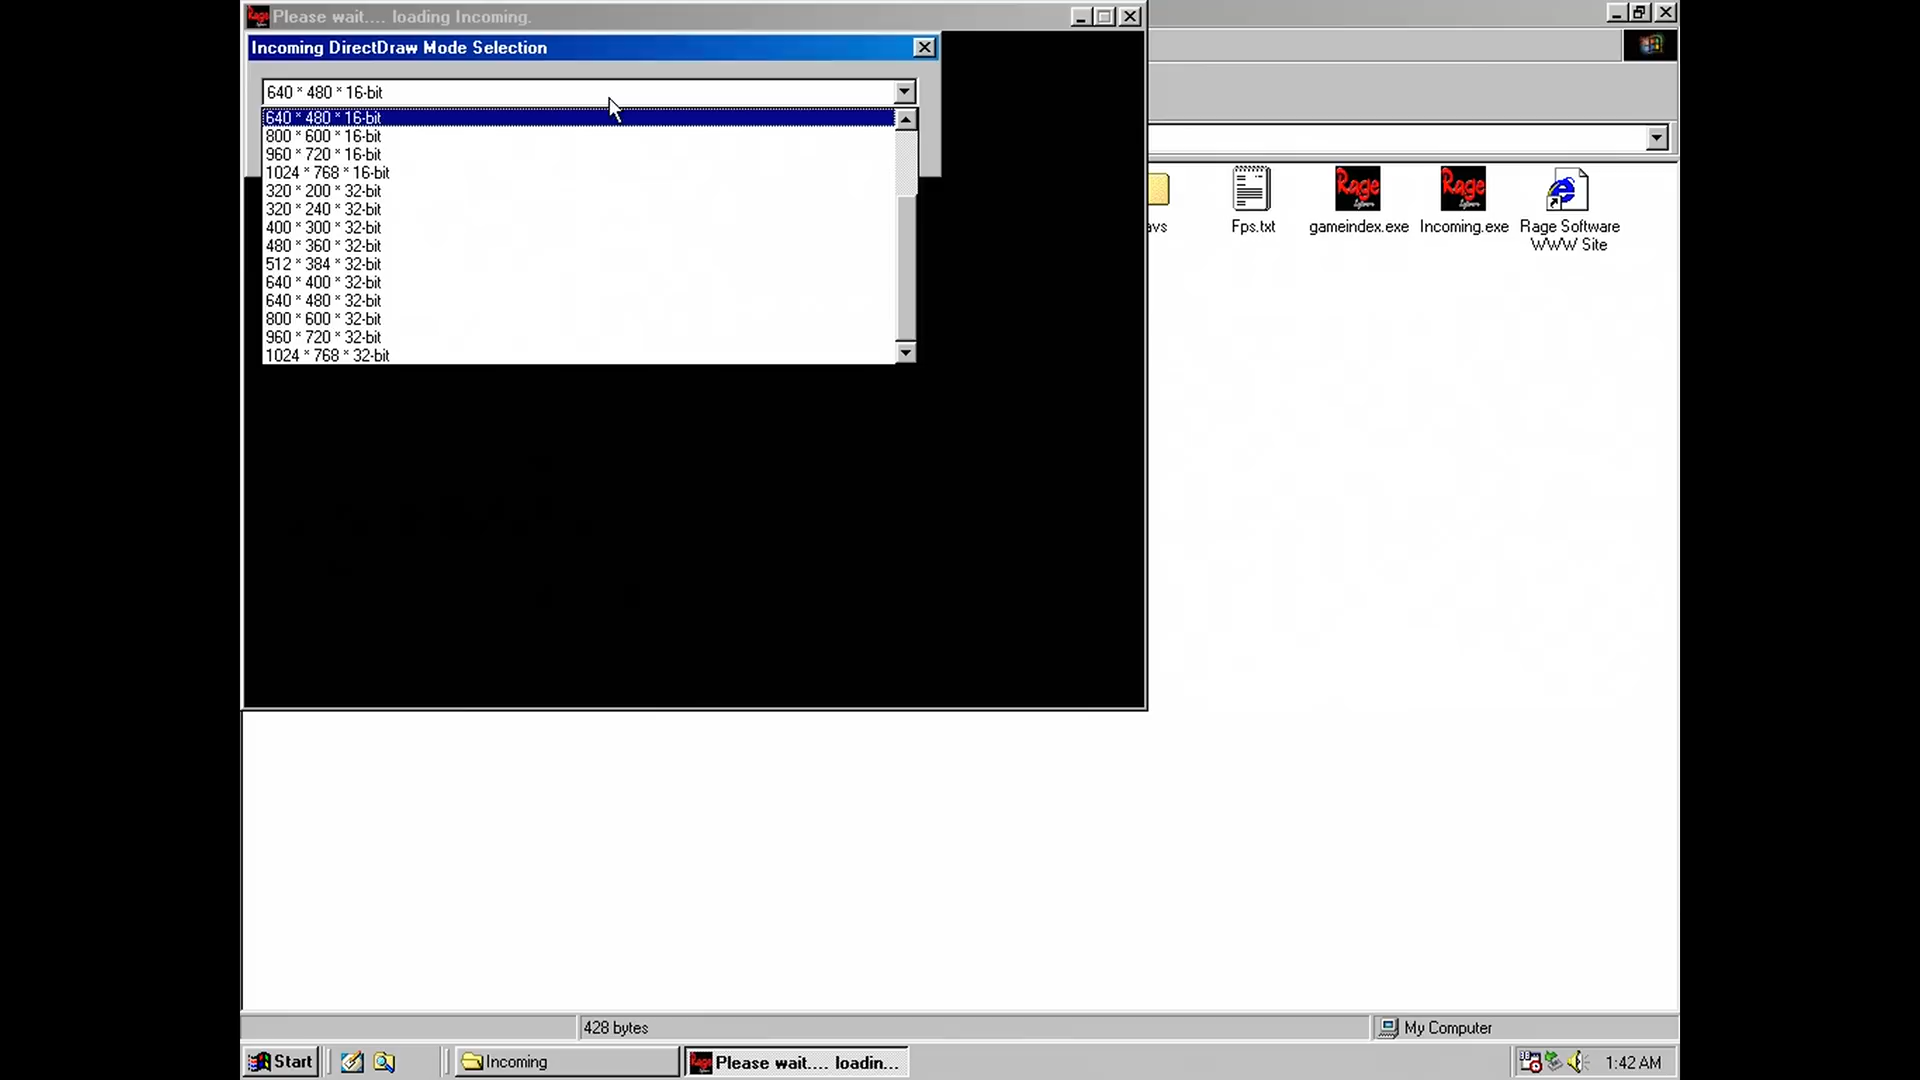 Please wait.... loading Incoming.
Incoming DirectDraw Mode Selection
640 * 480 * 16-bit
640 * 480 * 16-bit
800 * 600 * 16-bit
960 * 720 * 16-bit
1024 * 768 * 16-bit
320 * 200 * 32-bit
320 * 240 * 32-bit
400 * 300 * 32-bit
480 * 360 * 32-bit
512 * 384 * 32-bit
640 * 400 * 32-bit
640 * 480 * 32-bit
800 * 600 * 32-bit
960 * 720 * 32-bit
1024 * 768 * 32-bit
Rage
Rage
avs
Fps.txt
gameindex.exe
Incoming.exe
Rage Software
WWW Site
428 bytes
My Computer
Start
Incoming
Please wait.... loadin...
1:42 AM